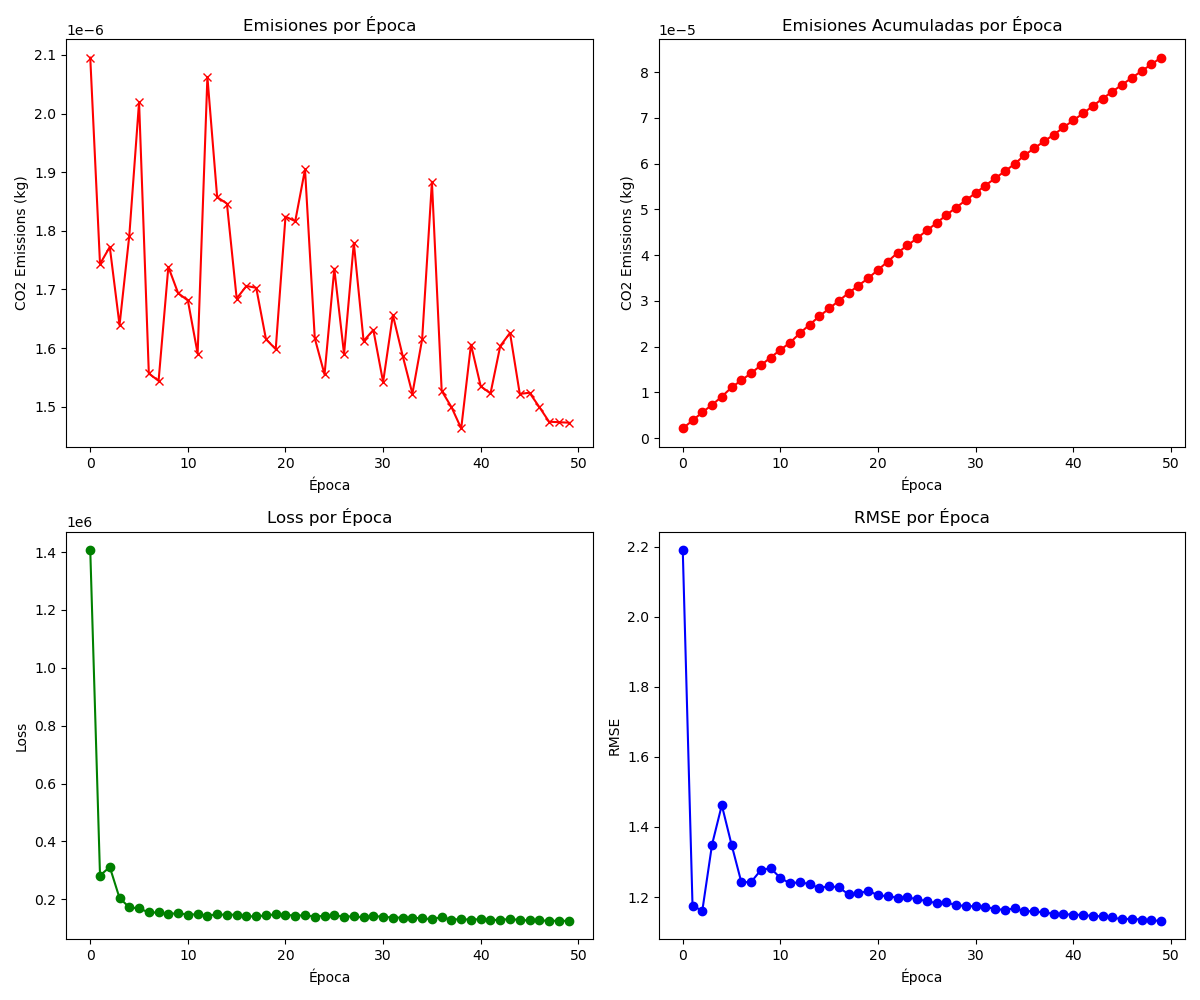 Emisiones por Época
1e−6
2.1
2.0
1.9
1.8
1.7
1.6
1.5
CO2 Emissions (kg)
0 10 20 30 40 50
Época
Emisiones Acumuladas por Época
1e−5
8
7
6
5
4
3
2
1
0
CO2 Emissions (kg)
0 10 20 30 40 50
Época
Loss por Época
1e6
1.4
1.2
1.0
0.8
0.6
0.4
0.2
Loss
0 10 20 30 40 50
Época
RMSE por Época
2.2
2.0
1.8
1.6
1.4
1.2
RMSE
0 10 20 30 40 50
Época